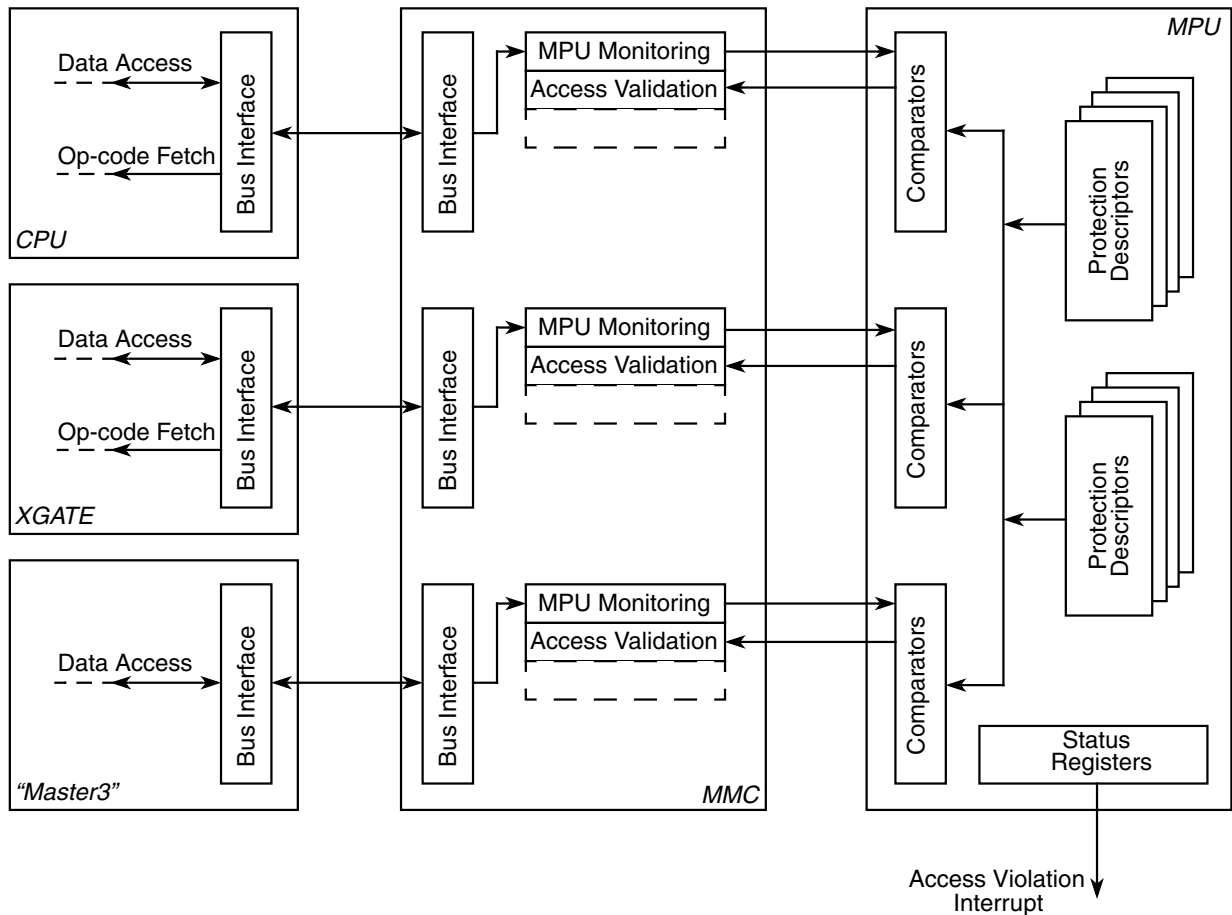 MPU
Data Access
Bus Interface
Op-code Fetch
CPU
Bus Interface
MPU Monitoring
Access Validation
Comparators
Protection
Descriptors
Data Access
Bus Interface
Op-code Fetch
XGATE
Bus Interface
MPU Monitoring
Access Validation
Comparators
Protection
Descriptors
Data Access
Bus Interface
“Master3”
Bus Interface
MPU Monitoring
Access Validation
MMC
Comparators
Status
Registers
Access Violation
Interrupt